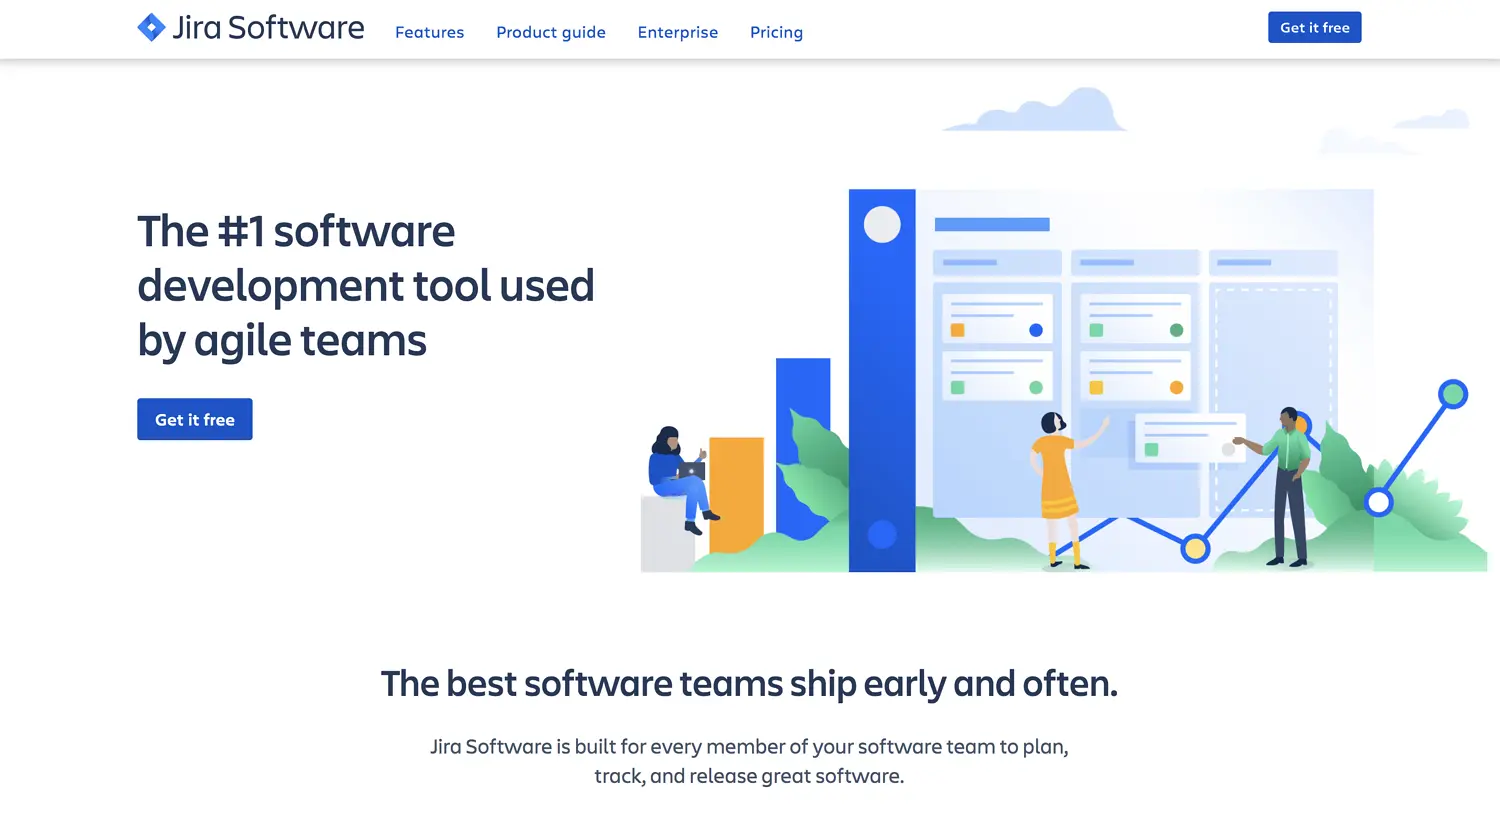 Jira Software
Features
Product guide
Enterprise
Pricing
Get it free
The #1 software
development tool used
by agile teams
Get it free
The best software teams ship early and often.
Jira Software is built for every member of your software team to plan,
track, and release great software.